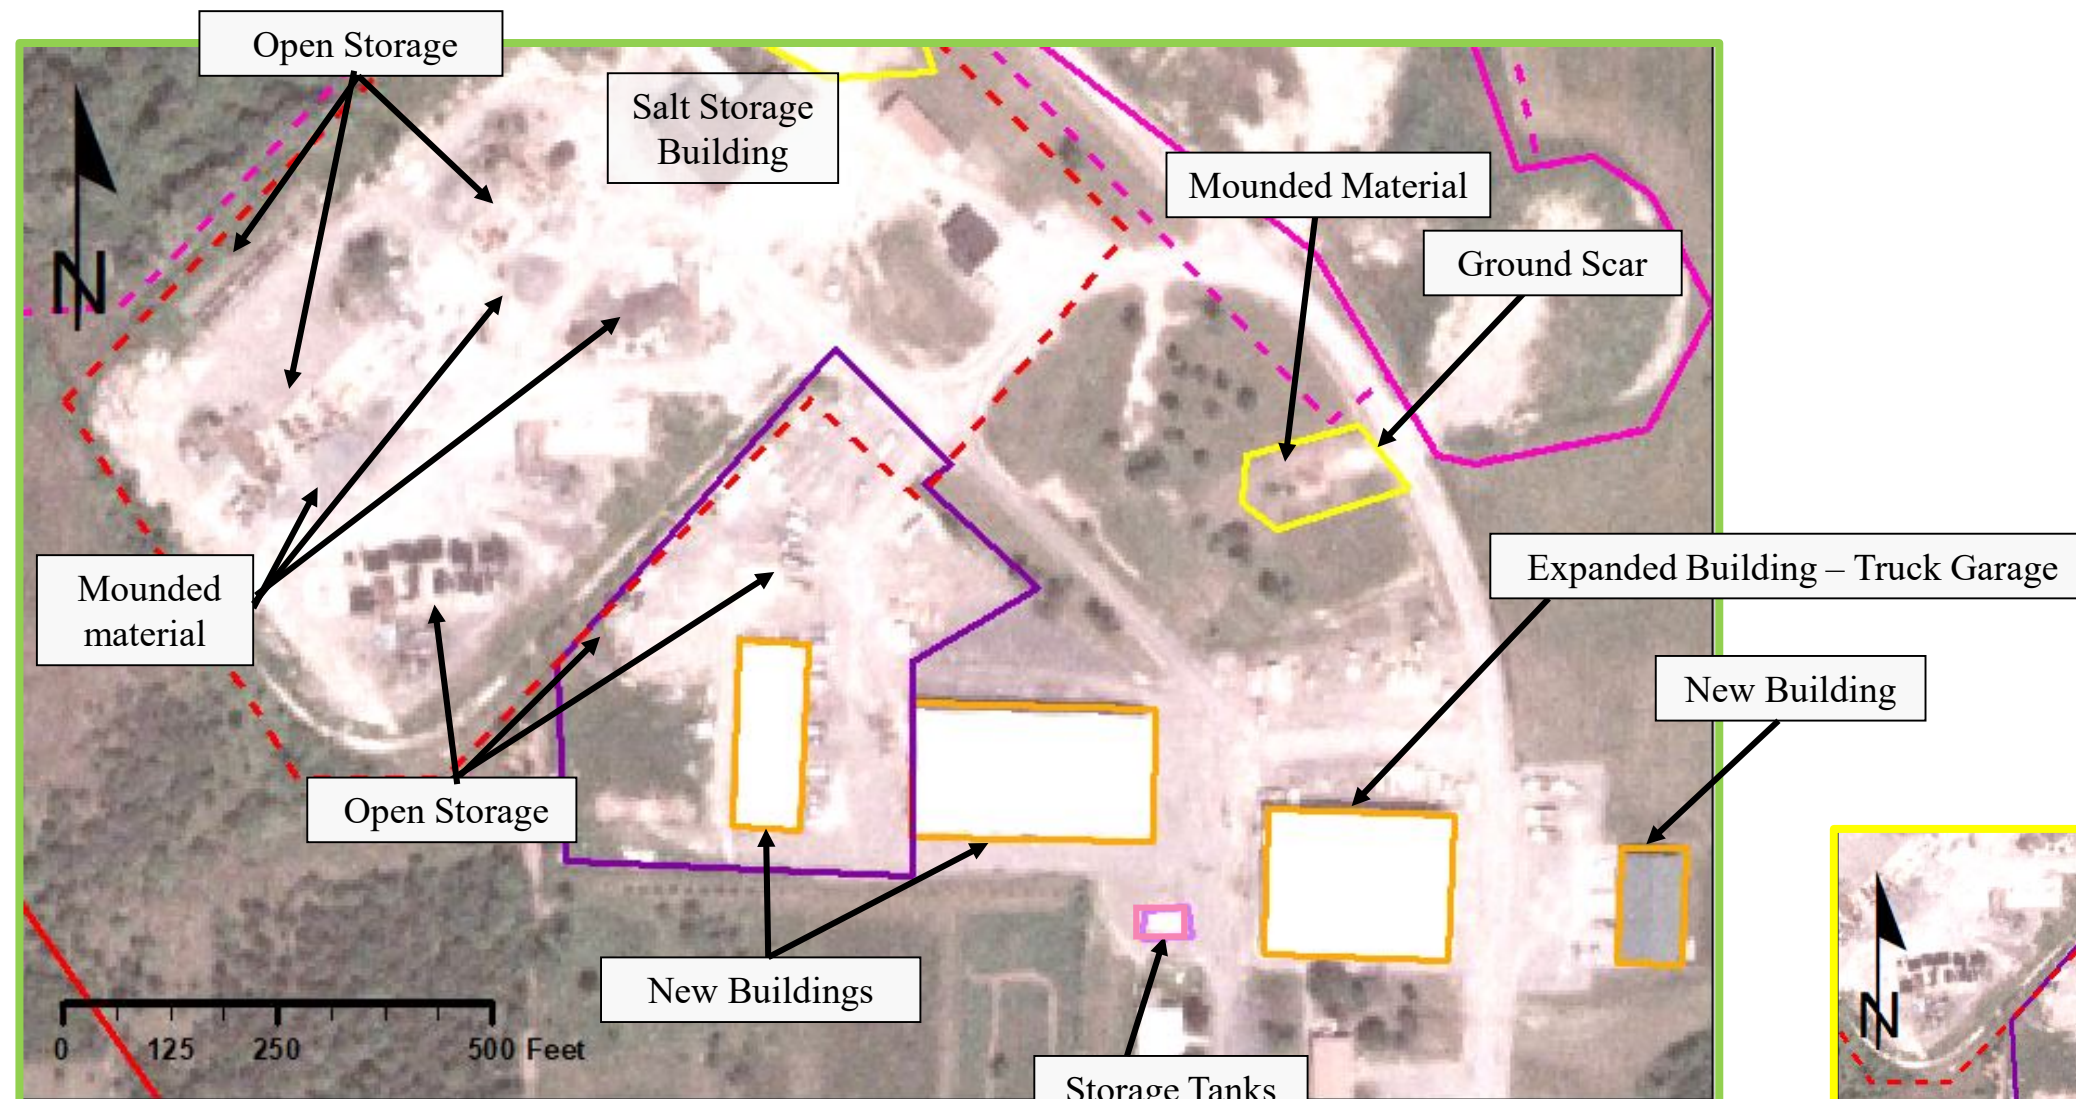 Open Storage
Salt Storage
Building
Mounded Material
Ground Scar
N
Mounded
material
Expanded Building – Truck Garage
New Building
Open Storage
New Buildings
0 125 250 500 Feet
Storage Tanks
N